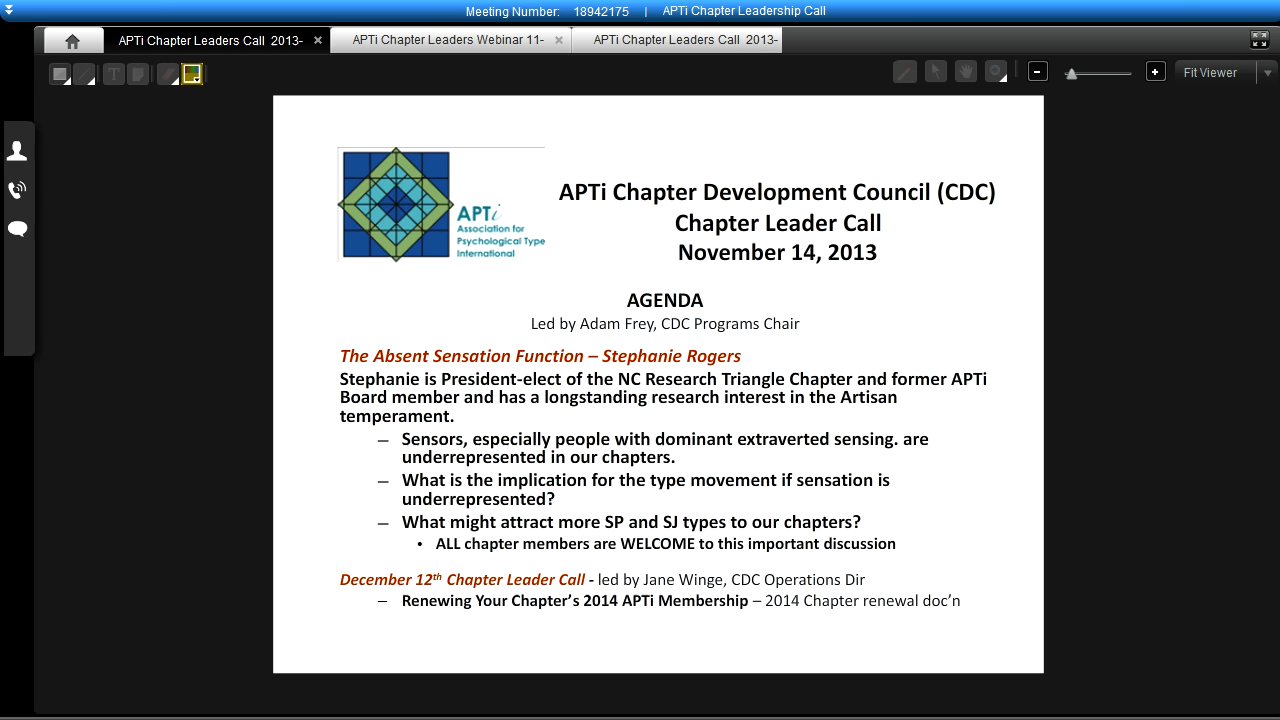 Meeting Number: 18942175 | APTi Chapter Leadership Call
APTi Chapter Leaders Call 2013-
APTi Chapter Leaders Webinar 11-
APTi Chapter Leaders Call 2013-
Fit Viewer
APTi
Association for
Psychological Type
International
APTi Chapter Development Council (CDC)
Chapter Leader Call
November 14, 2013
AGENDA
Led by Adam Frey, CDC Programs Chair
The Absent Sensation Function – Stephanie Rogers
Stephanie is President-elect of the NC Research Triangle Chapter and former APTi
Board member and has a longstanding research interest in the Artisan
temperament.
– Sensors, especially people with dominant extraverted sensing. are
underrepresented in our chapters.
– What is the implication for the type movement if sensation is
underrepresented?
– What might attract more SP and SJ types to our chapters?
• ALL chapter members are WELCOME to this important discussion
December 12th Chapter Leader Call - led by Jane Winge, CDC Operations Dir
– Renewing Your Chapter’s 2014 APTi Membership – 2014 Chapter renewal doc’n